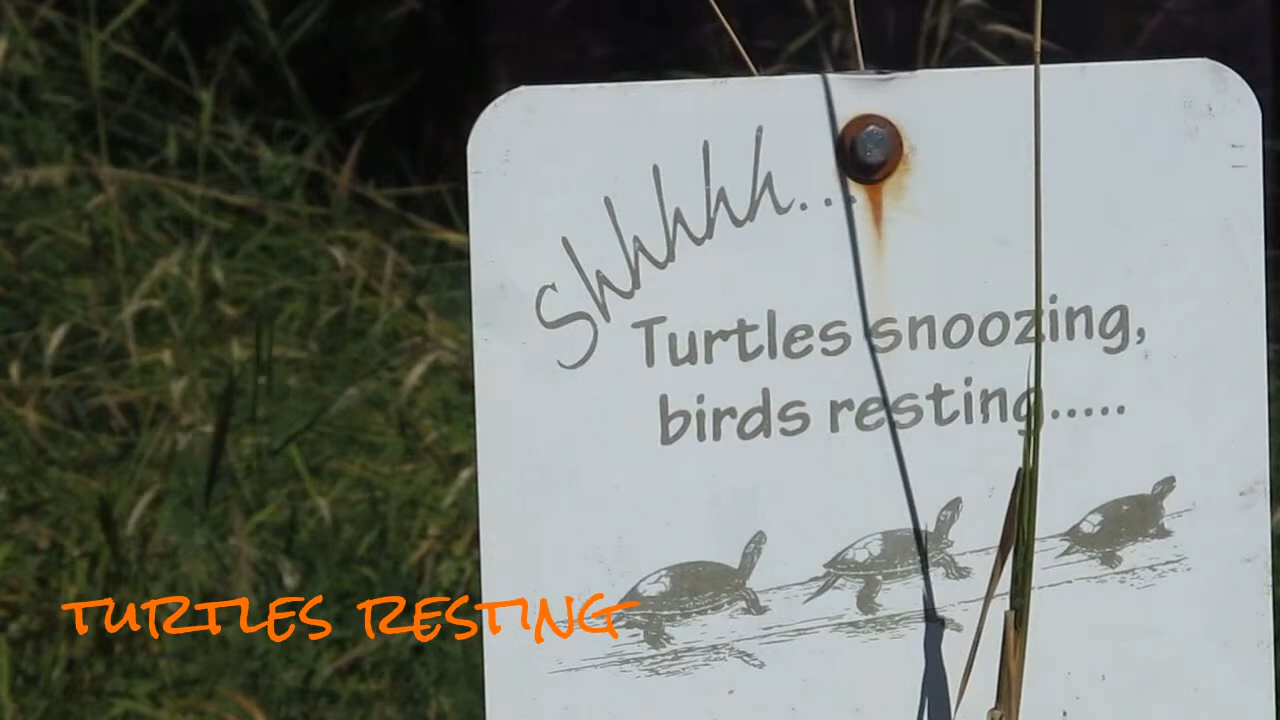 Shhhhh...
Turtles snoozing,
birds resting.....
TURTLES RESTING